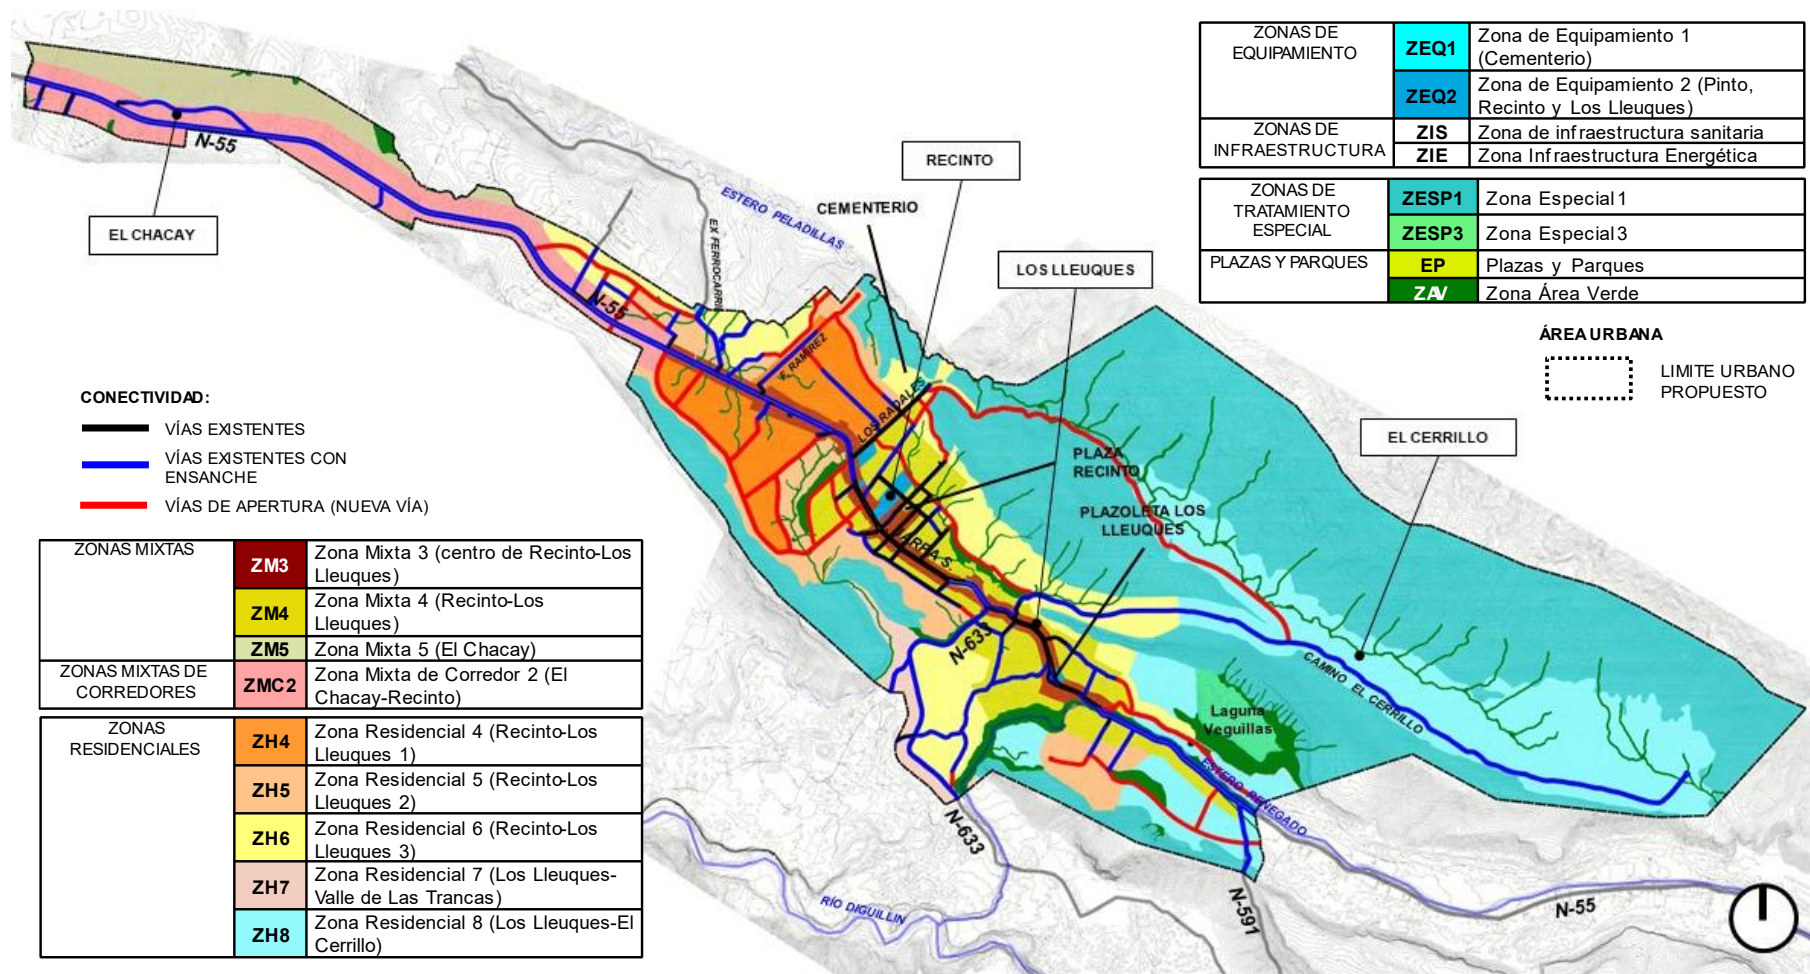 ZONAS DE
EQUIPAMIENTO
ZEQ1
Zona de Equipamiento 1
(Cementerio)
ZEQ2
Zona de Equipamiento 2 (Pinto,
Recinto y Los Lleuques)
ZONAS DE
INFRAESTRUCTURA
ZIS
Zona de infraestructura sanitaria
ZIE
Zona Infraestructura Energética
ZONAS DE
TRATAMIENTO
ESPECIAL
ZESP1
Zona Especial 1
ZESP3
Zona Especial 3
PLAZAS Y PARQUES
EP
Plazas y Parques
ZAV
Zona Área Verde
ÁREA URBANA
LIMITE URBANO
PROPUESTO
N-55
EL CHACAY
RECINTO
CEMENTERIO
ESTERO PELADILLAS
EX FERROCARRIL
LOS LLEUQUES
N-55
F. RAMIREZ
LOS RADALES
EL CERRILLO
PLAZA
RECINTO
PLAZOLETA LOS
LLEUQUES
ARPA S.
N-633
CAMINO EL CERRILLO
Laguna
Veguillas
ESTERO RENEGADO
N-633
RÍO DIGUILLIN
N-591
N-55
CONECTIVIDAD:
VÍAS EXISTENTES
VÍAS EXISTENTES CON
ENSANCHE
VÍAS DE APERTURA (NUEVA VÍA)
ZONAS MIXTAS
ZM3
Zona Mixta 3 (centro de Recinto-Los
Lleuques)
ZM4
Zona Mixta 4 (Recinto-Los
Lleuques)
ZM5
Zona Mixta 5 (El Chacay)
ZONAS MIXTAS DE
CORREDORES
ZMC2
Zona Mixta de Corredor 2 (El
Chacay-Recinto)
ZONAS
RESIDENCIALES
ZH4
Zona Residencial 4 (Recinto-Los
Lleuques 1)
ZH5
Zona Residencial 5 (Recinto-Los
Lleuques 2)
ZH6
Zona Residencial 6 (Recinto-Los
Lleuques 3)
ZH7
Zona Residencial 7 (Los Lleuques-
Valle de Las Trancas)
ZH8
Zona Residencial 8 (Los Lleuques-El
Cerrillo)